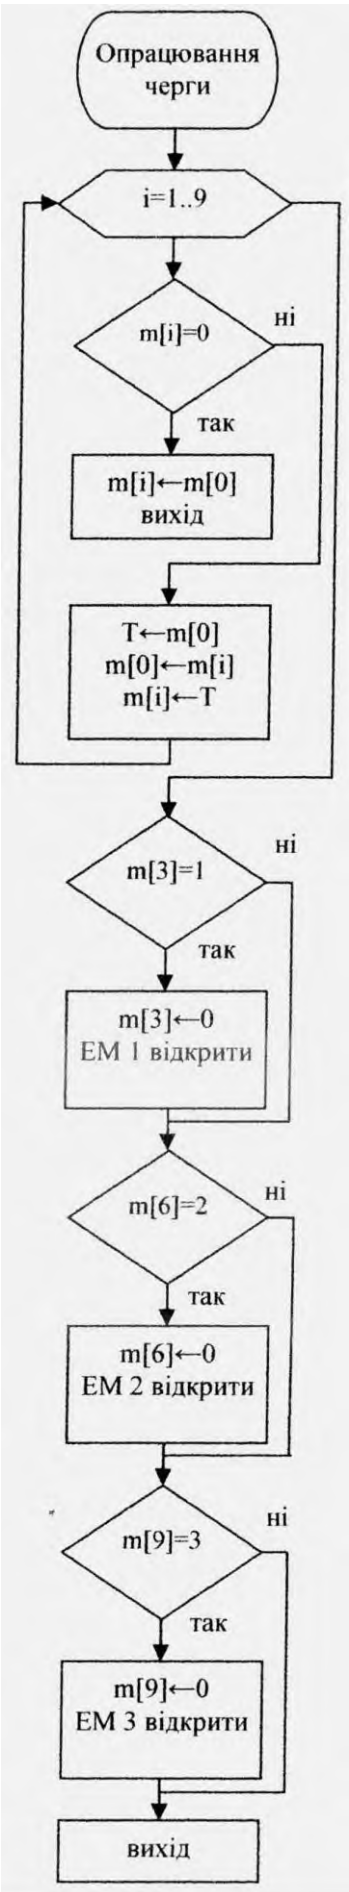 Опрацювання
черги
i=1..9
m[i]=0
ні
так
m[i]←m[0]
вихід
T←m[0]
m[0]←m[i]
m[i]←T
m[3]=1
ні
так
m[3]←0
ЕМ 1 відкрити
m[6]=2
ні
так
m[6]←0
ЕМ 2 відкрити
m[9]=3
ні
так
m[9]←0
ЕМ 3 відкрити
вихід